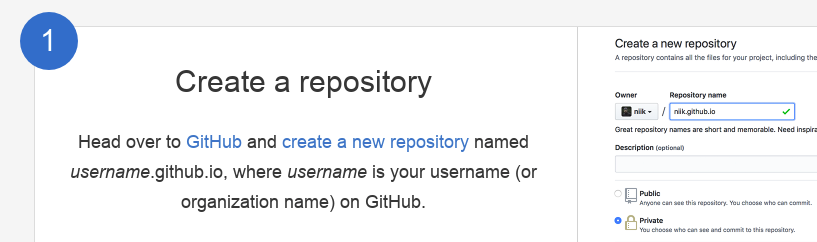 1
Create a repository
Head over to GitHub and create a new repository named
username.github.io, where username is your username (or
organization name) on GitHub.
Create a new repository
A repository contains all the files for your project, including the
Owner
Repository name
niik
/
niik.github.io
Great repository names are short and memorable. Need inspira
Description (optional)
Public
Anyone can see this repository. You choose who can commit.
Private
You choose who can see and commit to this repository.